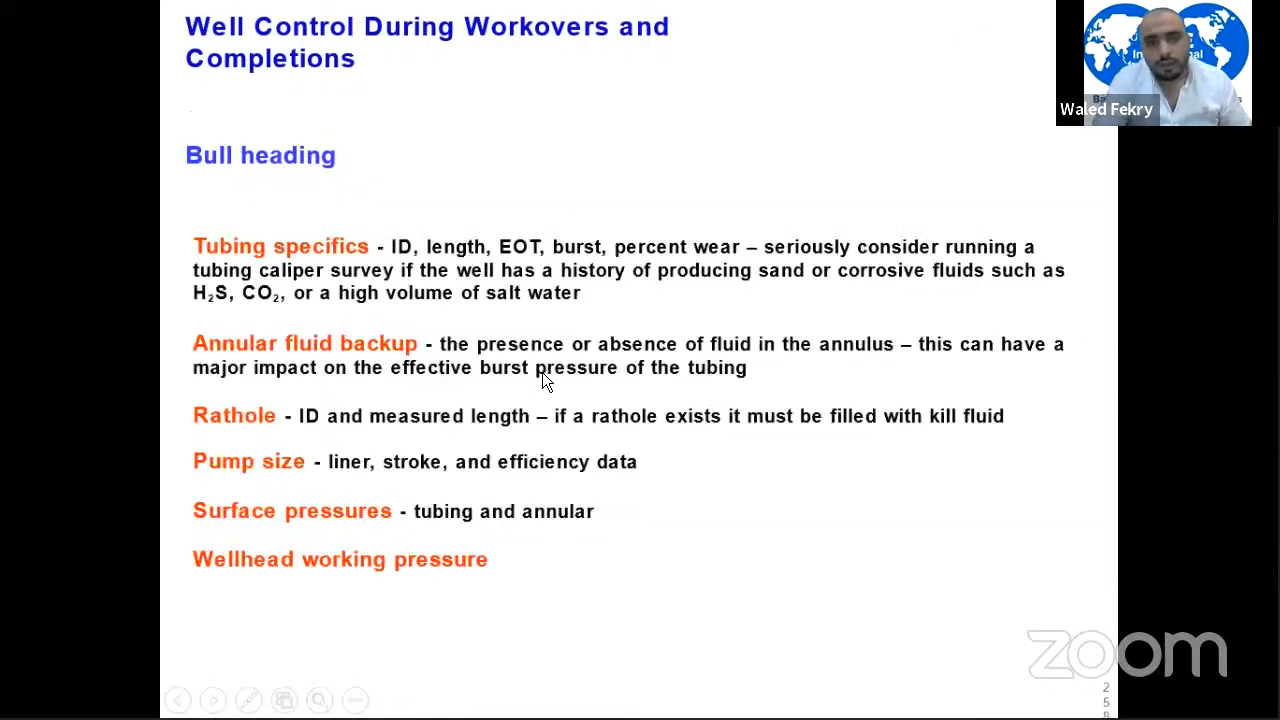 Well Control During Workovers and
Completions
Waled Fekry
Bull heading
Tubing specifics - ID, length, EOT, burst, percent wear – seriously consider running a
tubing caliper survey if the well has a history of producing sand or corrosive fluids such as
H₂S, CO₂, or a high volume of salt water
Annular fluid backup - the presence or absence of fluid in the annulus – this can have a
major impact on the effective burst pressure of the tubing
Rathole - ID and measured length – if a rathole exists it must be filled with kill fluid
Pump size - liner, stroke, and efficiency data
Surface pressures - tubing and annular
Wellhead working pressure
zoom
2
5